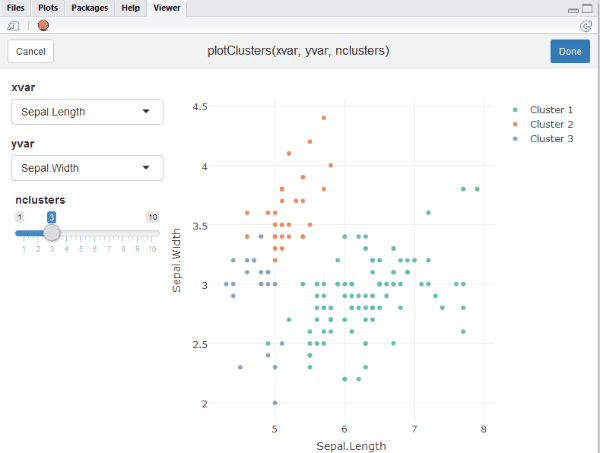 Files Plots Packages Help Viewer
Cancel plotClusters(xvar, yvar, nclusters) Done
xvar
Sepal.Length
yvar
Sepal.Width
nclusters
1 3 10
1 2 3 4 5 6 7 8 9 10
Sepal.Width
4.5
4
3.5
3
2.5
2
5 6 7 8
Sepal.Length
Cluster 1
Cluster 2
Cluster 3